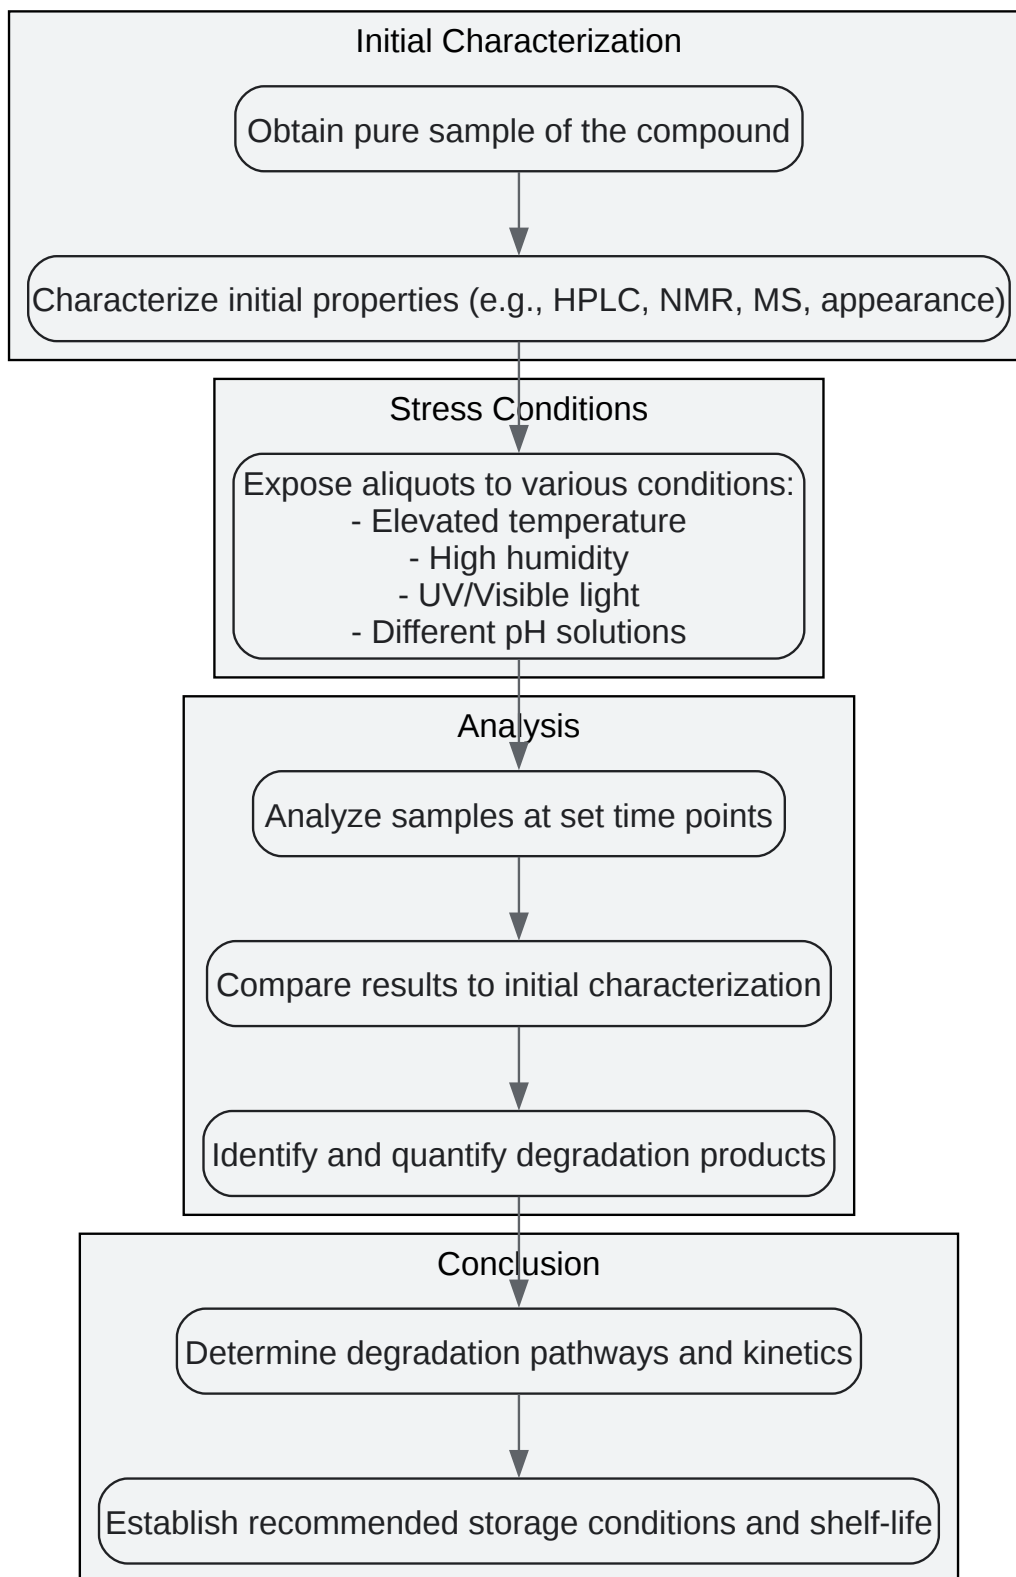 Initial Characterization
Obtain pure sample of the compound
Characterize initial properties (e.g., HPLC, NMR, MS, appearance)
Stress Conditions
Expose aliquots to various conditions:
- Elevated temperature
- High humidity
- UV/Visible light
- Different pH solutions
Analysis
Analyze samples at set time points
Compare results to initial characterization
Identify and quantify degradation products
Conclusion
Determine degradation pathways and kinetics
Establish recommended storage conditions and shelf-life